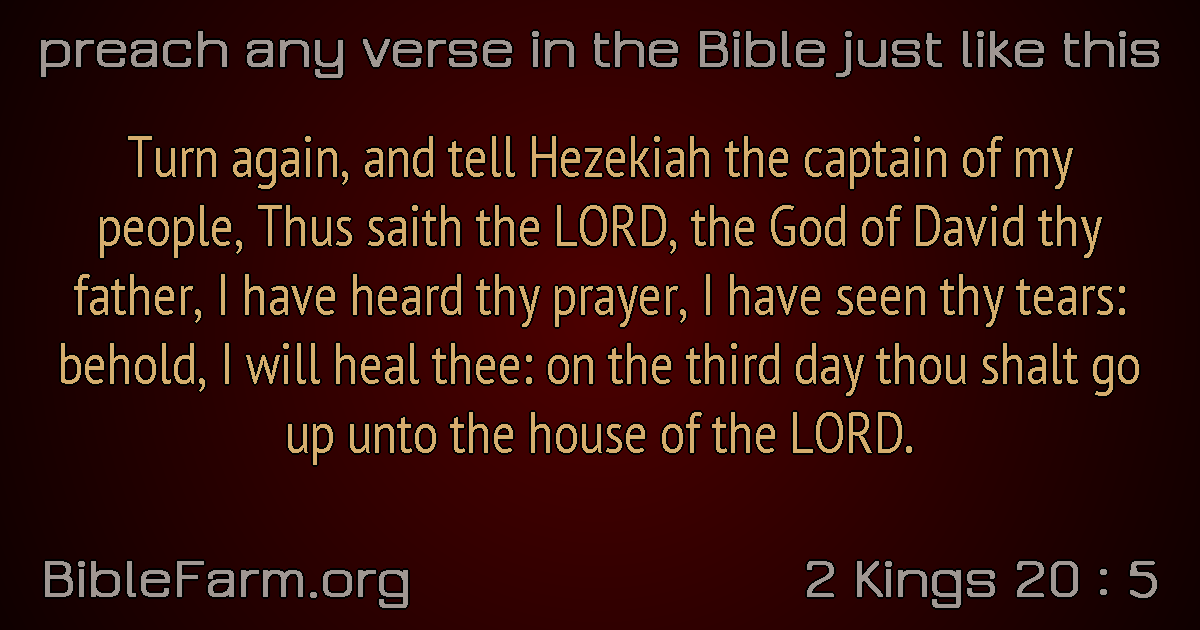 preach any verse in the Bible just like this
Turn again, and tell Hezekiah the captain of my
people, Thus saith the LORD, the God of David thy
father, I have heard thy prayer, I have seen thy tears:
behold, I will heal thee: on the third day thou shalt go
up unto the house of the LORD.
BibleFarm.org
2 Kings 20 : 5